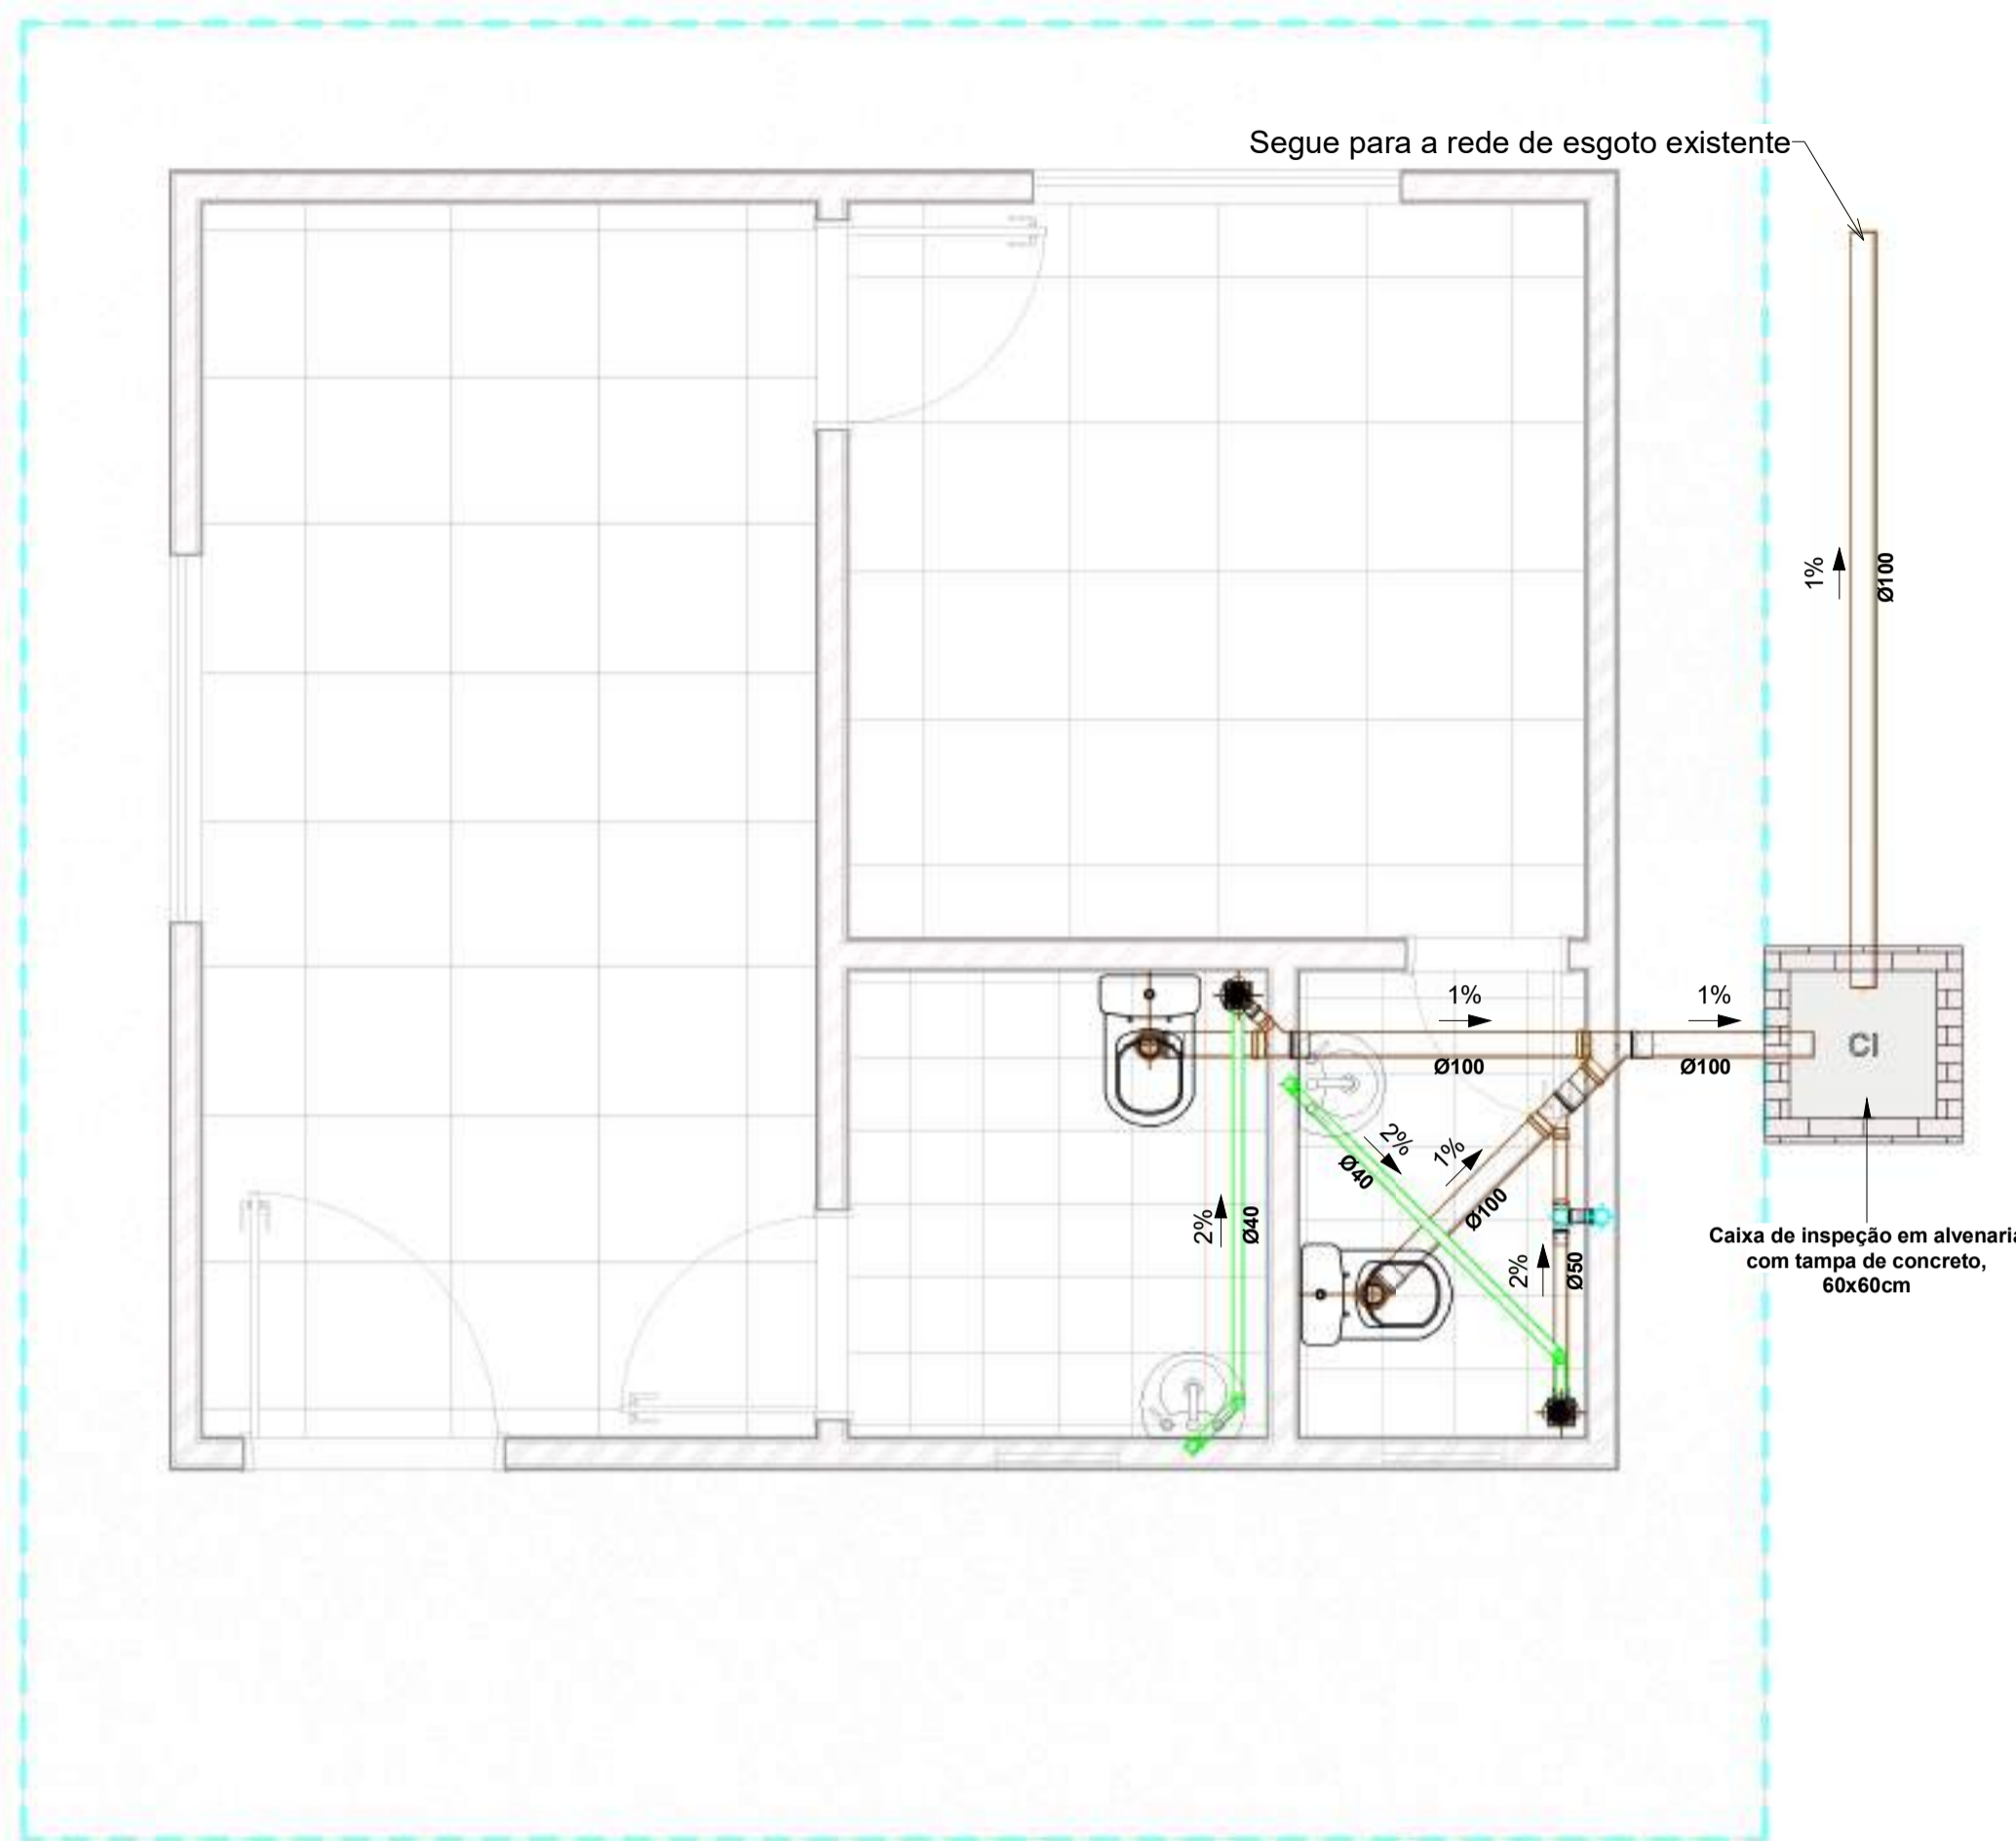 Segue para a rede de esgoto existente
1%
Ø100
1%
Ø100
1%
Ø100
CI
2%
Ø40
1%
Ø100
2%
Ø40
2%
Ø50
Caixa de inspeção em alvenaria
com tampa de concreto,
60x60cm